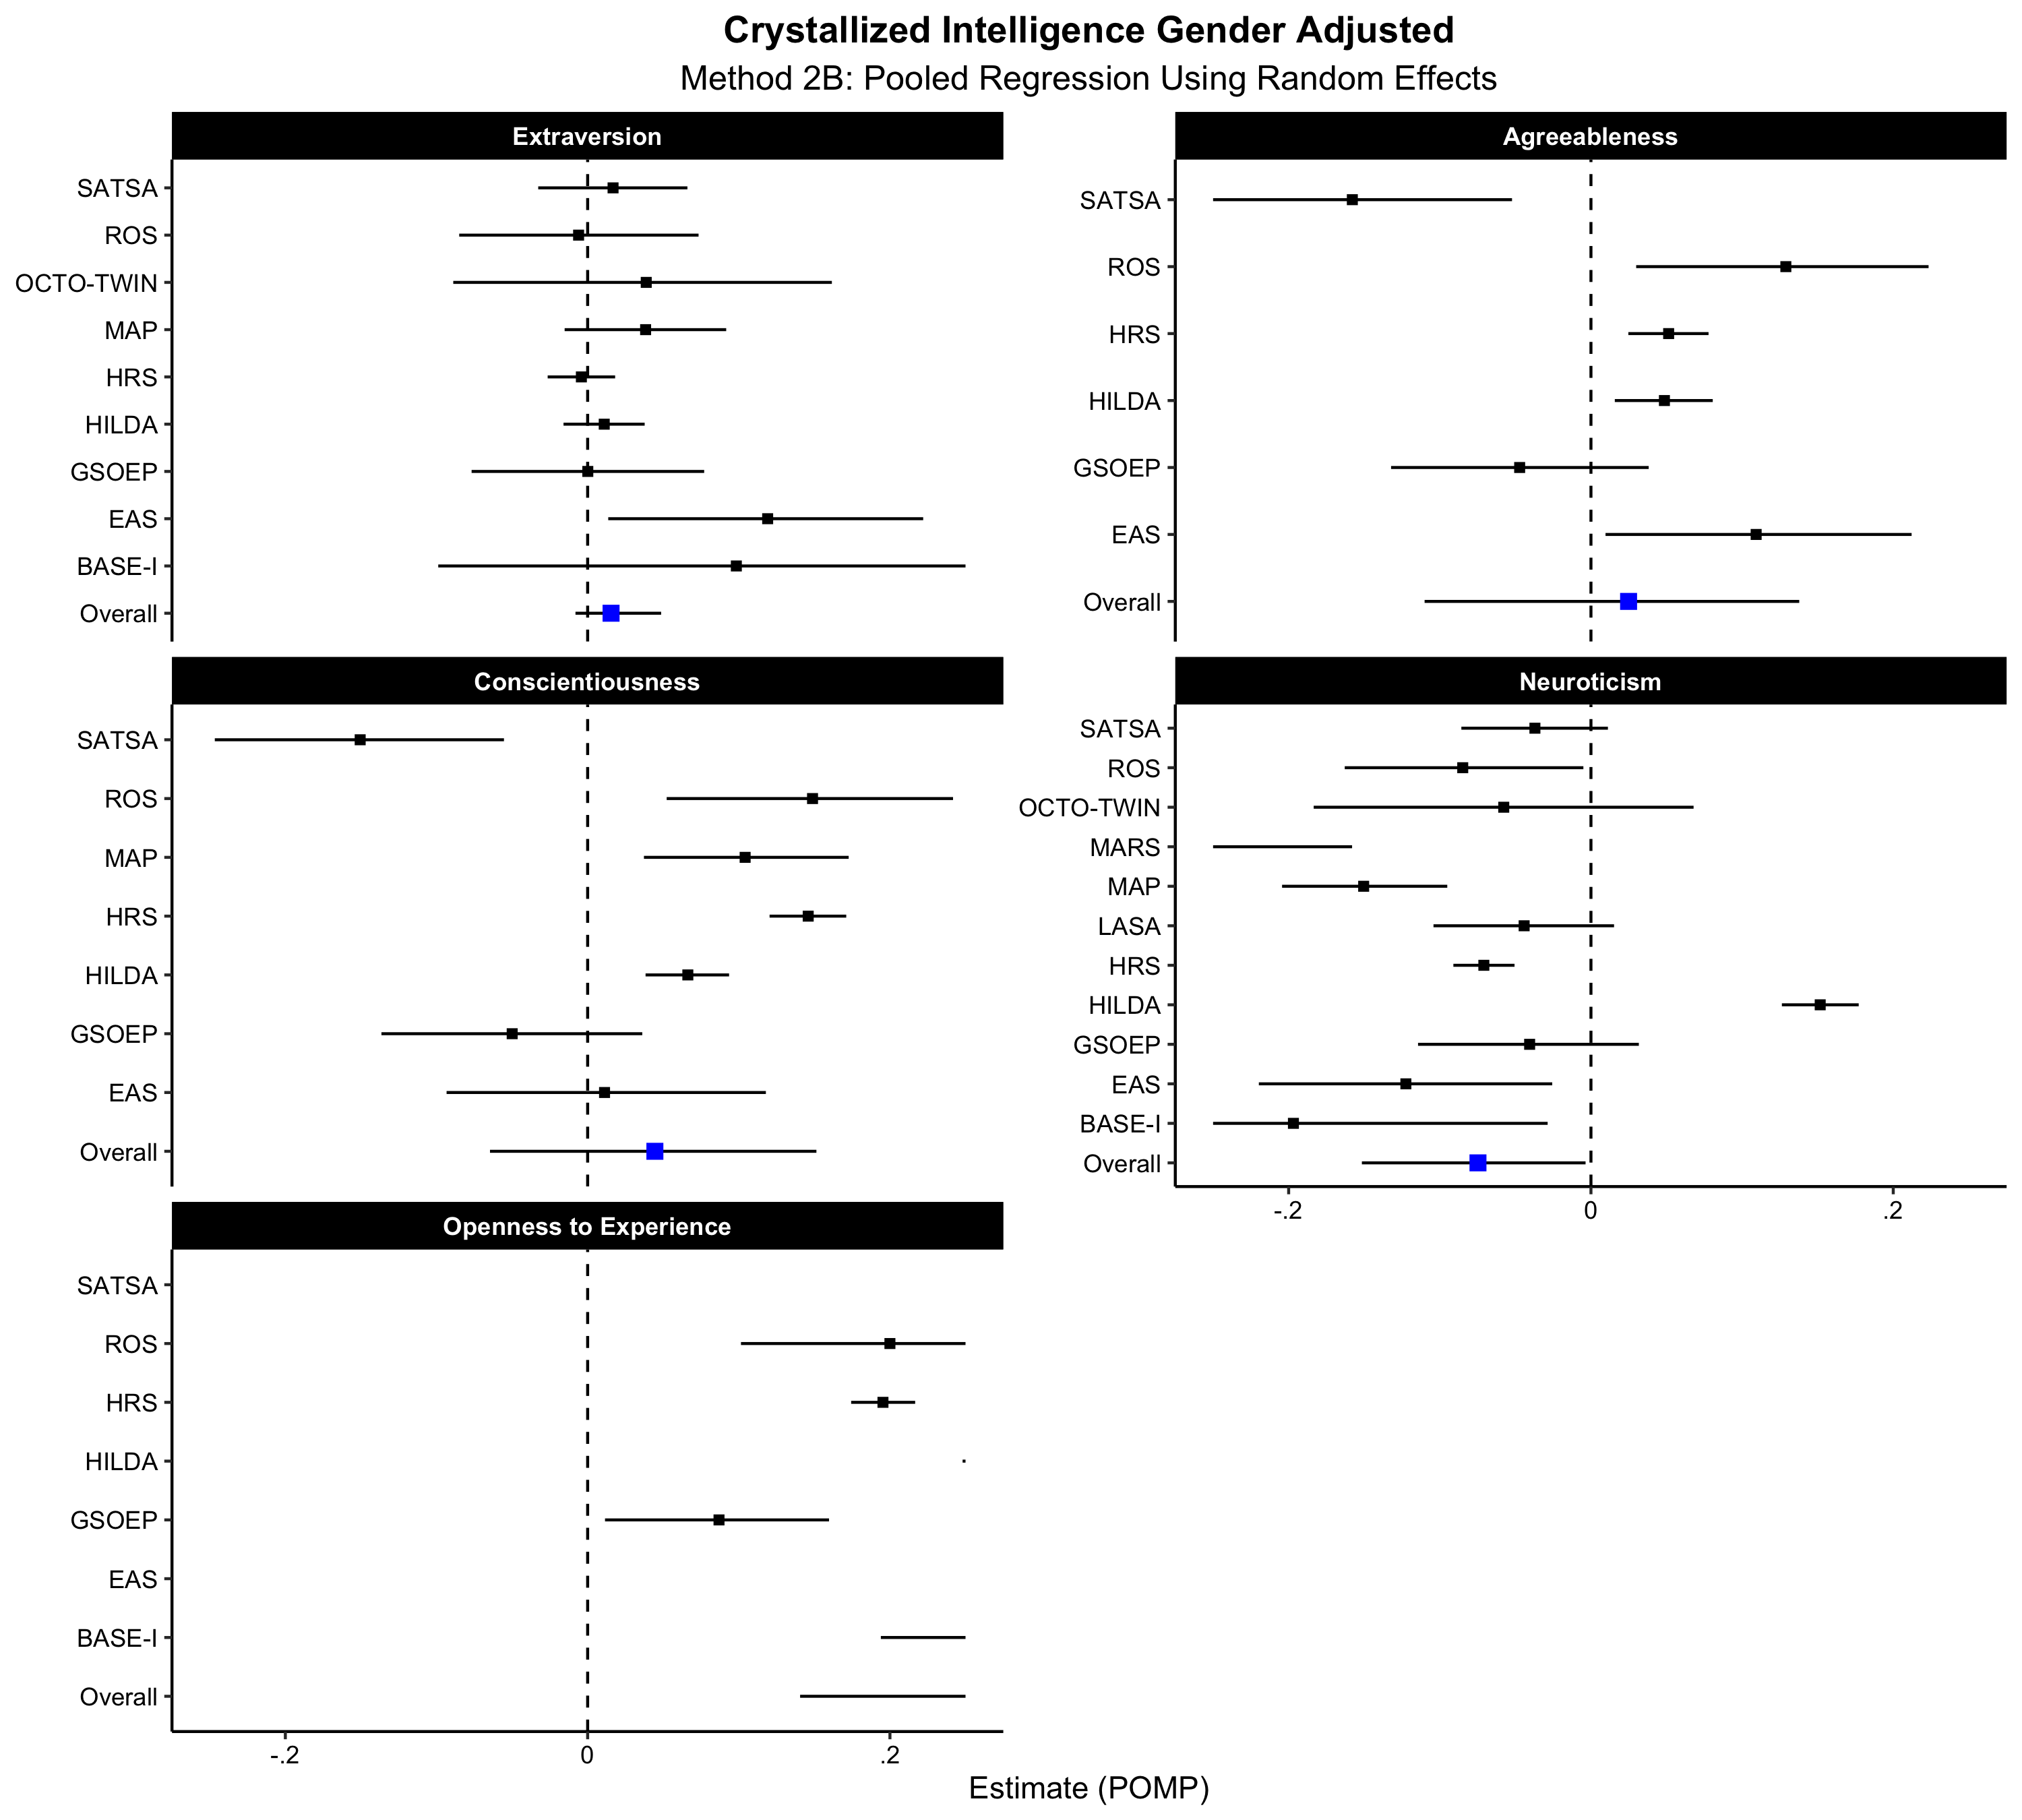 Crystallized Intelligence Gender Adjusted
Method 2B: Pooled Regression Using Random Effects
Extraversion
SATSA
ROS
OCTO-TWIN
MAP
HRS
HILDA
GSOEP
EAS
BASE-I
Overall
Agreeableness
SATSA
ROS
HRS
HILDA
GSOEP
EAS
Overall
Conscientiousness
SATSA
ROS
MAP
HRS
HILDA
GSOEP
EAS
Overall
Neuroticism
SATSA
ROS
OCTO-TWIN
MARS
MAP
LASA
HRS
HILDA
GSOEP
EAS
BASE-I
Overall
-.2 0 .2
Openness to Experience
SATSA
ROS
HRS
HILDA
GSOEP
EAS
BASE-I
Overall
-.2 0 .2
Estimate (POMP)